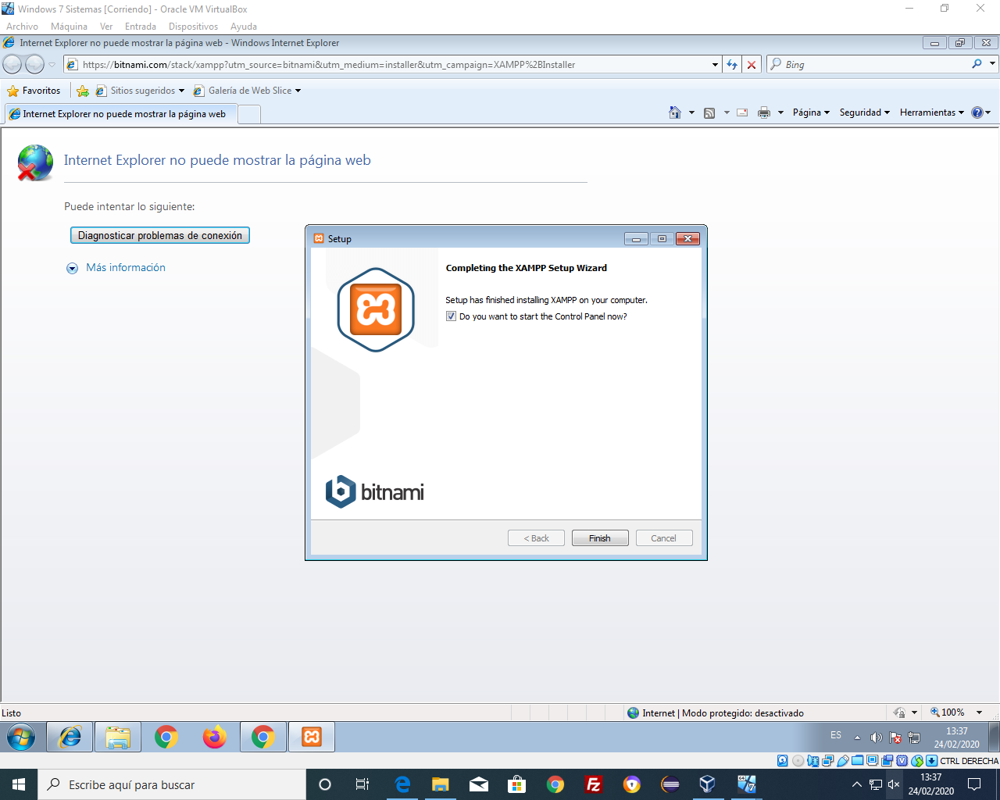 Windows 7 Sistemas [Corriendo] - Oracle VM VirtualBox
Archivo Máquina Ver Entrada Dispositivos Ayuda
Internet Explorer no puede mostrar la página web - Windows Internet Explorer
https://bitnami.com/stack/xampp?utm_source=bitnami&utm_medium=installer&utm_campaign=XAMPP%2BInstaller
Bing
Favoritos Sitios sugeridos Galería de Web Slice
Internet Explorer no puede mostrar la página web
Página Seguridad Herramientas
Internet Explorer no puede mostrar la página web
Puede intentar lo siguiente:
Diagnosticar problemas de conexión
Más información
Setup
Completing the XAMPP Setup Wizard
Setup has finished installing XAMPP on your computer.
Do you want to start the Control Panel now?
bitnami
< Back Finish Cancel
Listo
Internet | Modo protegido: desactivado
100%
ES
13:37
24/02/2020
CTRL DERECHA
Escribe aquí para buscar
13:37
24/02/2020